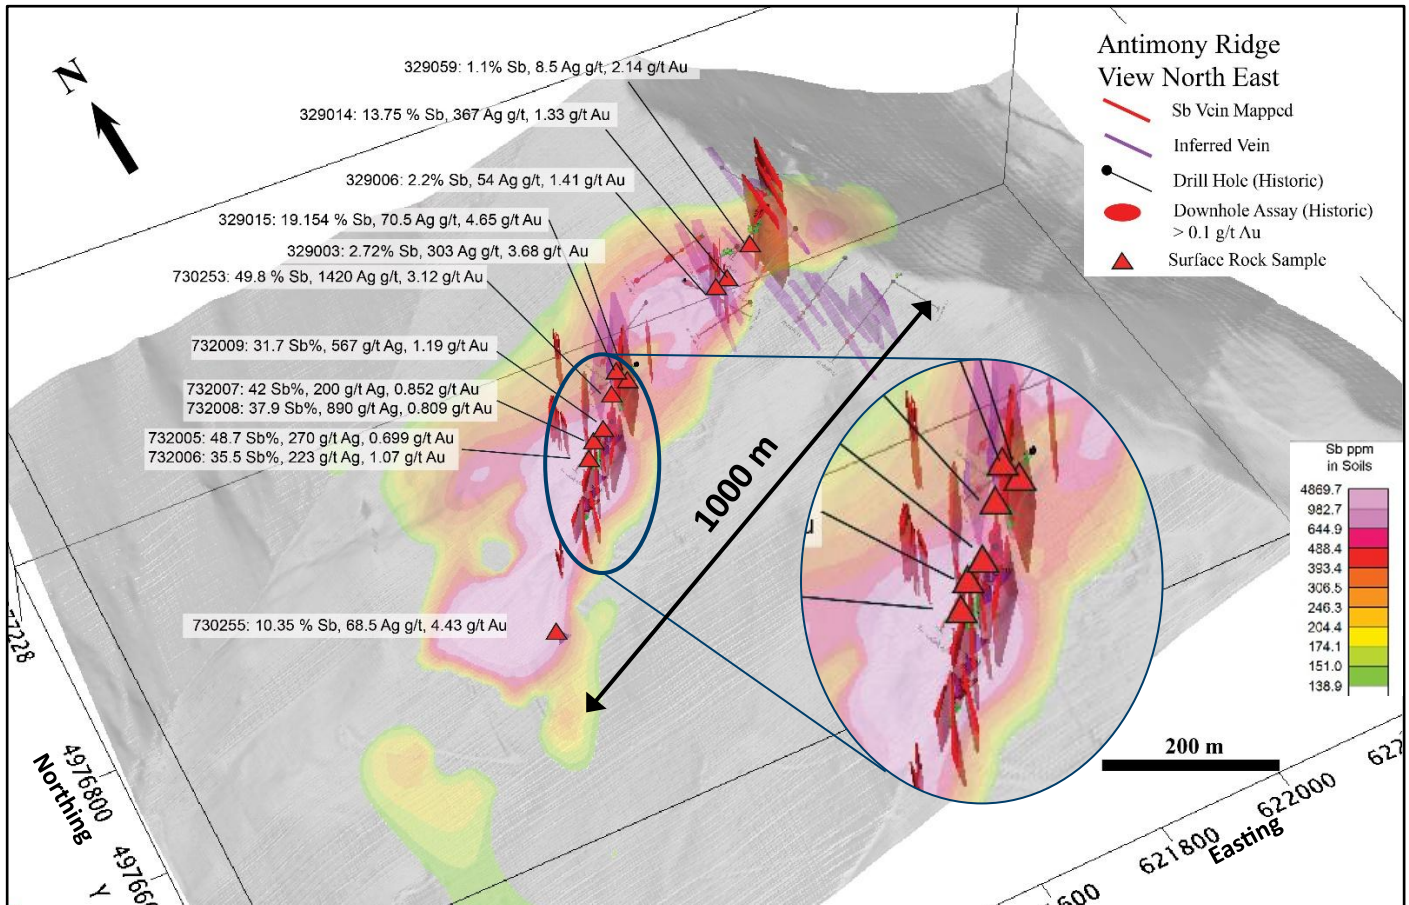 Antimony Ridge
View North East
Sb Vein Mapped
Inferred Vein
Drill Hole (Historic)
Downhole Assay (Historic)
> 0.1 g/t Au
Surface Rock Sample
N
329059: 1.1% Sb, 8.5 Ag g/t, 2.14 g/t Au
329014: 13.75 % Sb, 367 Ag g/t, 1.33 g/t Au
329006: 2.2% Sb, 54 Ag g/t, 1.41 g/t Au
329015: 19.154 % Sb, 70.5 Ag g/t, 4.65 g/t Au
329003: 2.72% Sb, 303 Ag g/t, 3.68 g/t Au
730253: 49.8 % Sb, 1420 Ag g/t, 3.12 g/t Au
732009: 31.7 Sb%, 567 g/t Ag, 1.19 g/t Au
732007: 42 Sb%, 200 g/t Ag, 0.852 g/t Au
732008: 37.9 Sb%, 890 g/t Ag, 0.809 g/t Au
732005: 48.7 Sb%, 270 g/t Ag, 0.699 g/t Au
732006: 35.5 Sb%, 223 g/t Ag, 1.07 g/t Au
730255: 10.35 % Sb, 68.5 Ag g/t, 4.43 g/t Au
1000 m
u
Sb ppm
in Soils
4869.7
982.7
644.9
488.4
393.4
306.5
246.3
204.4
174.1
151.0
138.9
200 m
77228
4976800
Northing
49766
Y
622
622000
621800
Easting
600